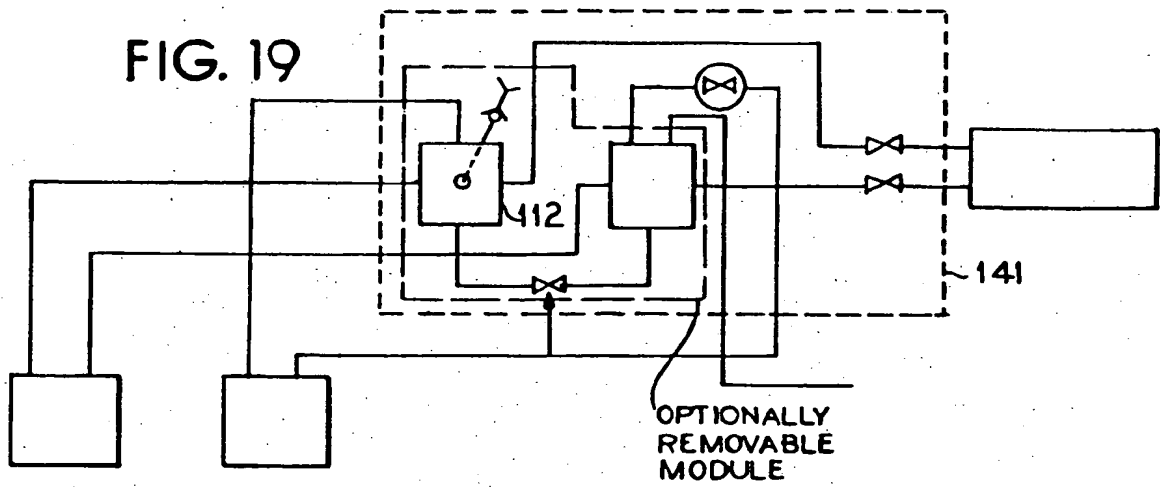 FIG. 19
112
141
OPTIONALLY
REMOVABLE
MODULE